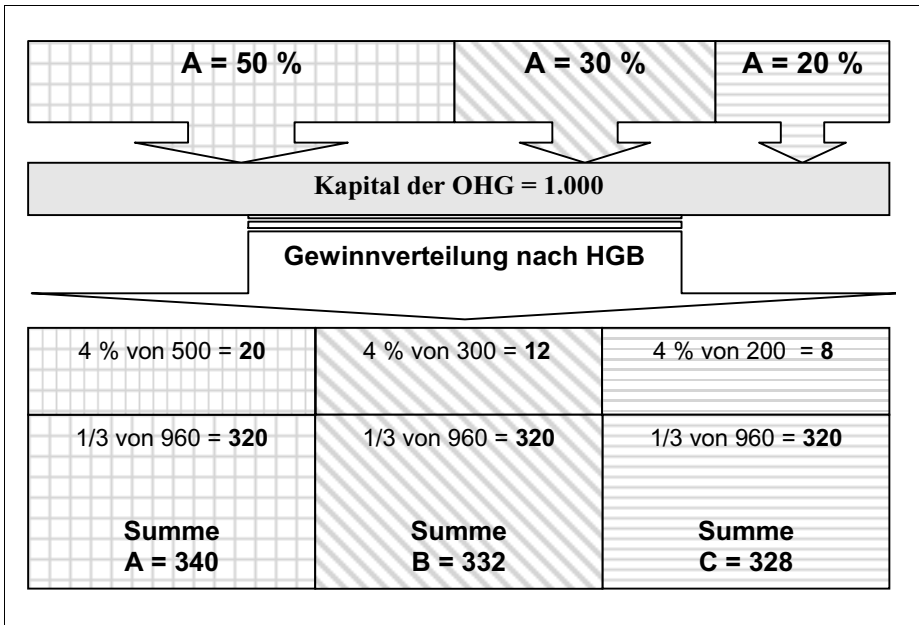 A = 50 %
A = 30 %
A = 20 %
Kapital der OHG = 1.000
Gewinnverteilung nach HGB
4 % von 500 = 20
4 % von 300 = 12
4 % von 200 = 8
1/3 von 960 = 320
1/3 von 960 = 320
1/3 von 960 = 320
Summe
A = 340
Summe
B = 332
Summe
C = 328